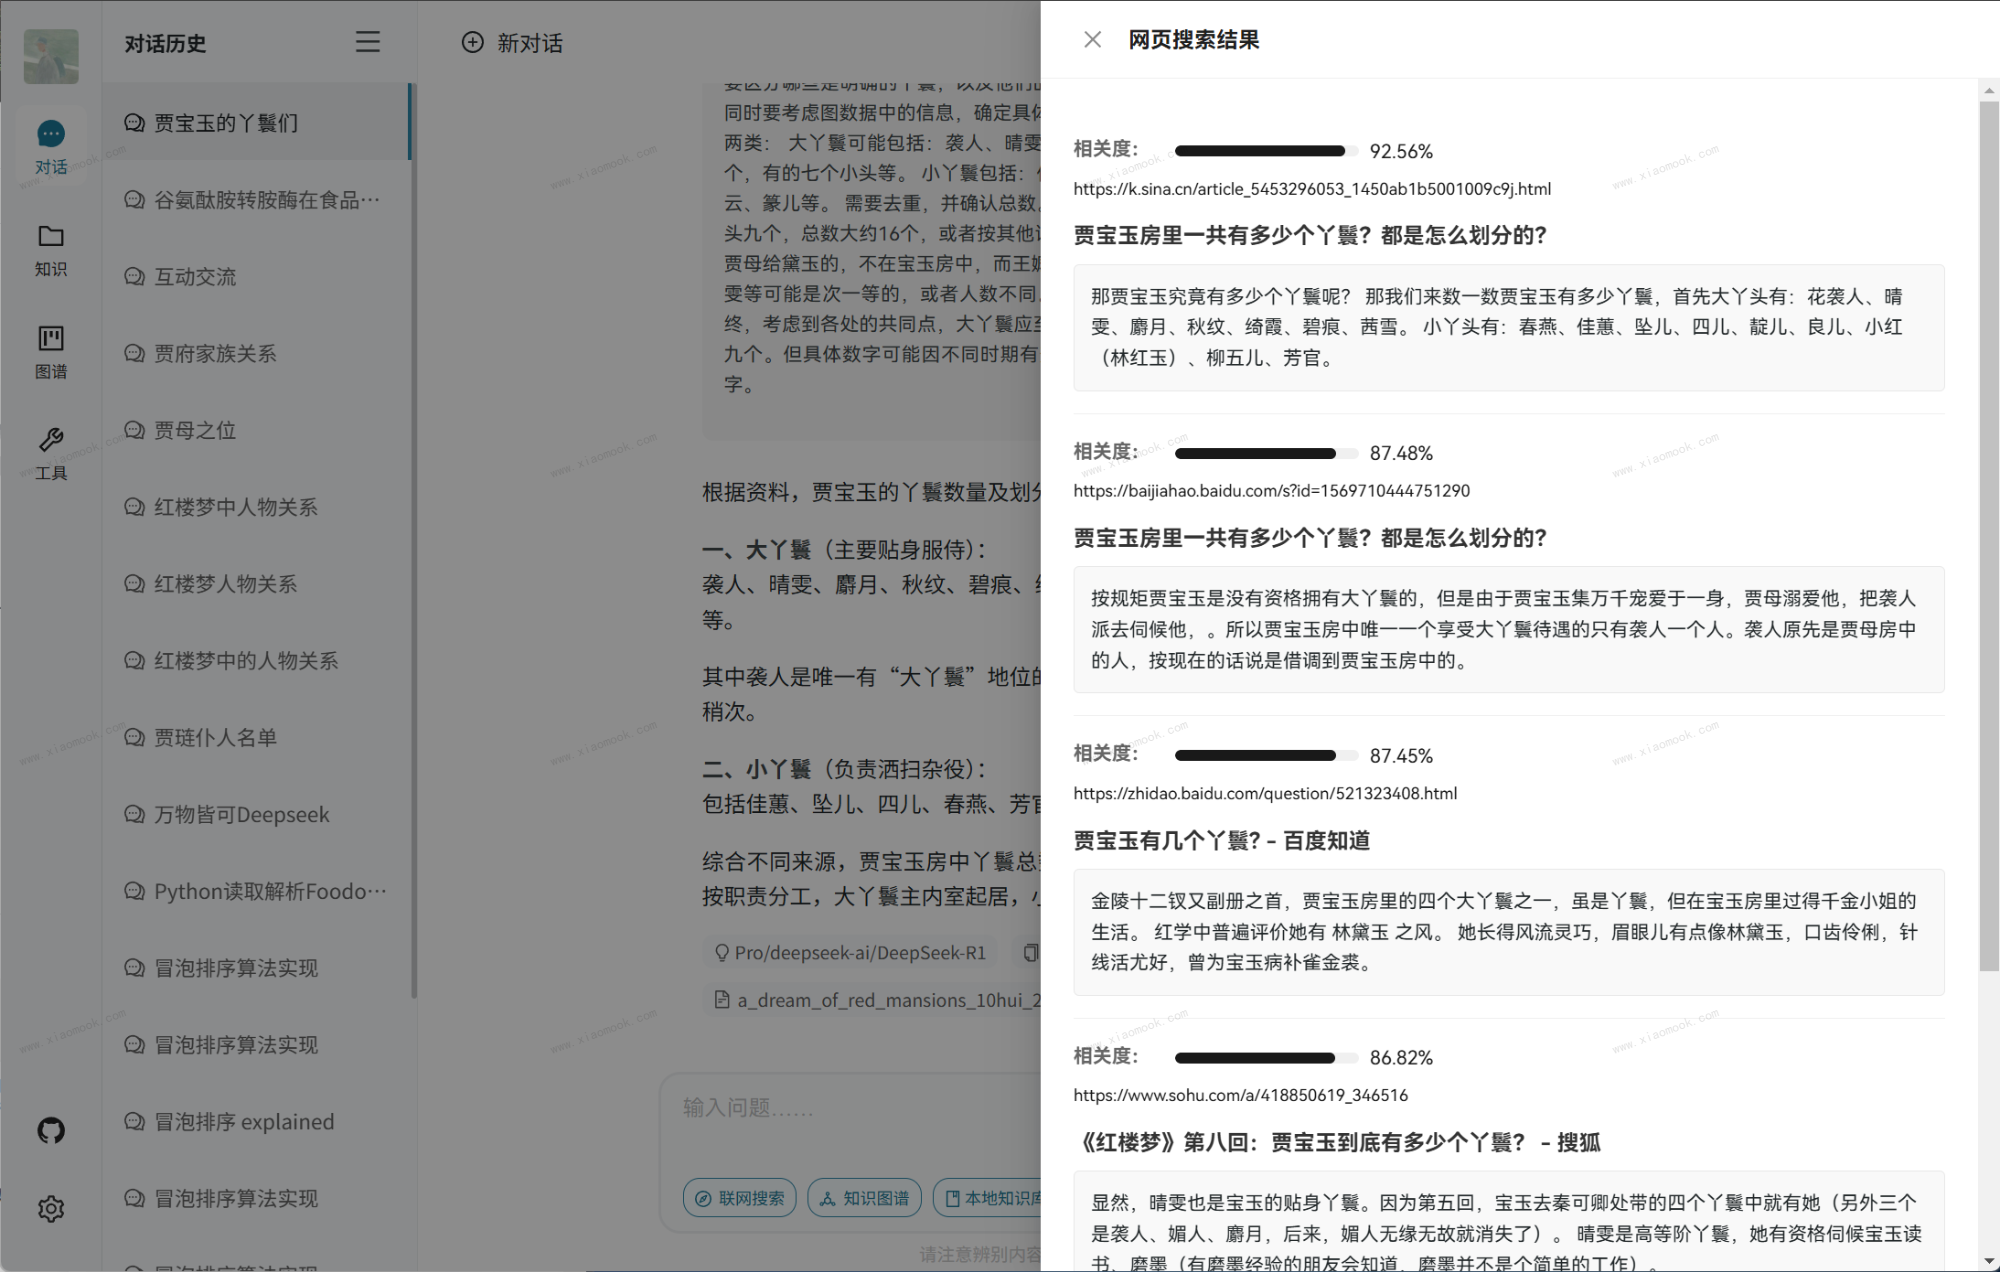 对话历史
新对话
网页搜索结果
对话
知识
图谱
工具
贾宝玉的丫鬟们
谷氨酰胺转胺酶在食品…
互动交流
贾府家族关系
贾母之位
红楼梦中人物关系
红楼梦人物关系
红楼梦中的人物关系
贾琏仆人名单
万物皆可Deepseek
Python读取解析Foodo…
冒泡排序算法实现
冒泡排序算法实现
冒泡排序 explained
冒泡排序算法实现
同时要考虑图数据中的信息，确定具体
两类： 大丫鬟可能包括：袭人、晴雯
个，有的七个小头等。 小丫鬟包括：
云、篆儿等。 需要去重，并确认总数
头九个，总数大约16个，或者按其他
贾母给黛玉的，不在宝玉房中，而王
雯等可能是次一等的，或者人数不同
终，考虑到各处的共同点，大丫鬟应
九个。但具体数字可能因不同时期有
字。
根据资料，贾宝玉的丫鬟数量及划分
一、大丫鬟（主要贴身服侍）：
袭人、晴雯、麝月、秋纹、碧痕、
等。
其中袭人是唯一有“大丫鬟”地位的
稍次。
二、小丫鬟（负责洒扫杂役）：
包括佳蕙、坠儿、四儿、春燕、芳官
综合不同来源，贾宝玉房中丫鬟总
按职责分工，大丫鬟主内室起居，
Pro/deepseek-ai/DeepSeek-R1
a_dream_of_red_mansions_10hui_2
输入问题……
联网搜索
知识图谱
本地知识库
请注意辨别内容
相关度： 92.56%
https://k.sina.cn/article_5453296053_1450ab1b5001009c9j.html
贾宝玉房里一共有多少个丫鬟？都是怎么划分的?
那贾宝玉究竟有多少个丫鬟呢？ 那我们来数一数贾宝玉有多少丫鬟，首先大丫头有：花袭人、晴
雯、麝月、秋纹、绮霞、碧痕、茜雪。 小丫头有：春燕、佳蕙、坠儿、四儿、靛儿、良儿、小红
（林红玉）、柳五儿、芳官。
相关度： 87.48%
https://baijiahao.baidu.com/s?id=1569710444751290
贾宝玉房里一共有多少个丫鬟？都是怎么划分的?
按规矩贾宝玉是没有资格拥有大丫鬟的，但是由于贾宝玉集万千宠爱于一身，贾母溺爱他，把袭人
派去伺候他，。所以贾宝玉房中唯一一个享受大丫鬟待遇的只有袭人一个人。袭人原先是贾母房中
的人，按现在的话说是借调到贾宝玉房中的。
相关度： 87.45%
https://zhidao.baidu.com/question/521323408.html
贾宝玉有几个丫鬟? - 百度知道
金陵十二钗又副册之首，贾宝玉房里的四个大丫鬟之一，虽是丫鬟，但在宝玉房里过得千金小姐的
生活。 红学中普遍评价她有 林黛玉 之风。 她长得风流灵巧，眉眼儿有点像林黛玉，口齿伶俐，针
线活尤好，曾为宝玉病补雀金裘。
相关度： 86.82%
https://www.sohu.com/a/418850619_346516
《红楼梦》第八回：贾宝玉到底有多少个丫鬟？ - 搜狐
显然，晴雯也是宝玉的贴身丫鬟。因为第五回，宝玉去秦可卿处带的四个丫鬟中就有她（另外三个
是袭人、媚人、麝月，后来，媚人无缘无故就消失了）。 晴雯是高等阶丫鬟，她有资格伺候宝玉读
书、磨墨（有磨墨经验的朋友会知道，磨墨并不是个简单的工作）。
www.xiaomook.com